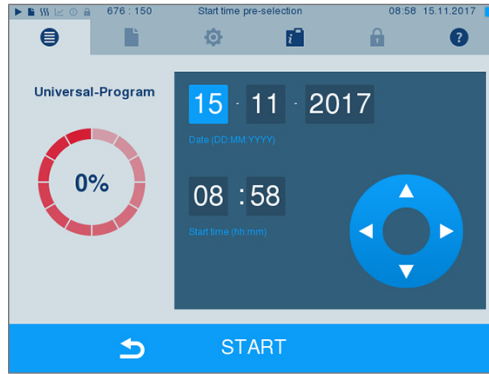 676 : 150 Start time pre-selection 08:58 15.11.2017
i ?
Universal-Program
15 . 11 . 2017
Date (DD:MM:YYYY)
0%
08 : 58
Start time (hh:mm)
START